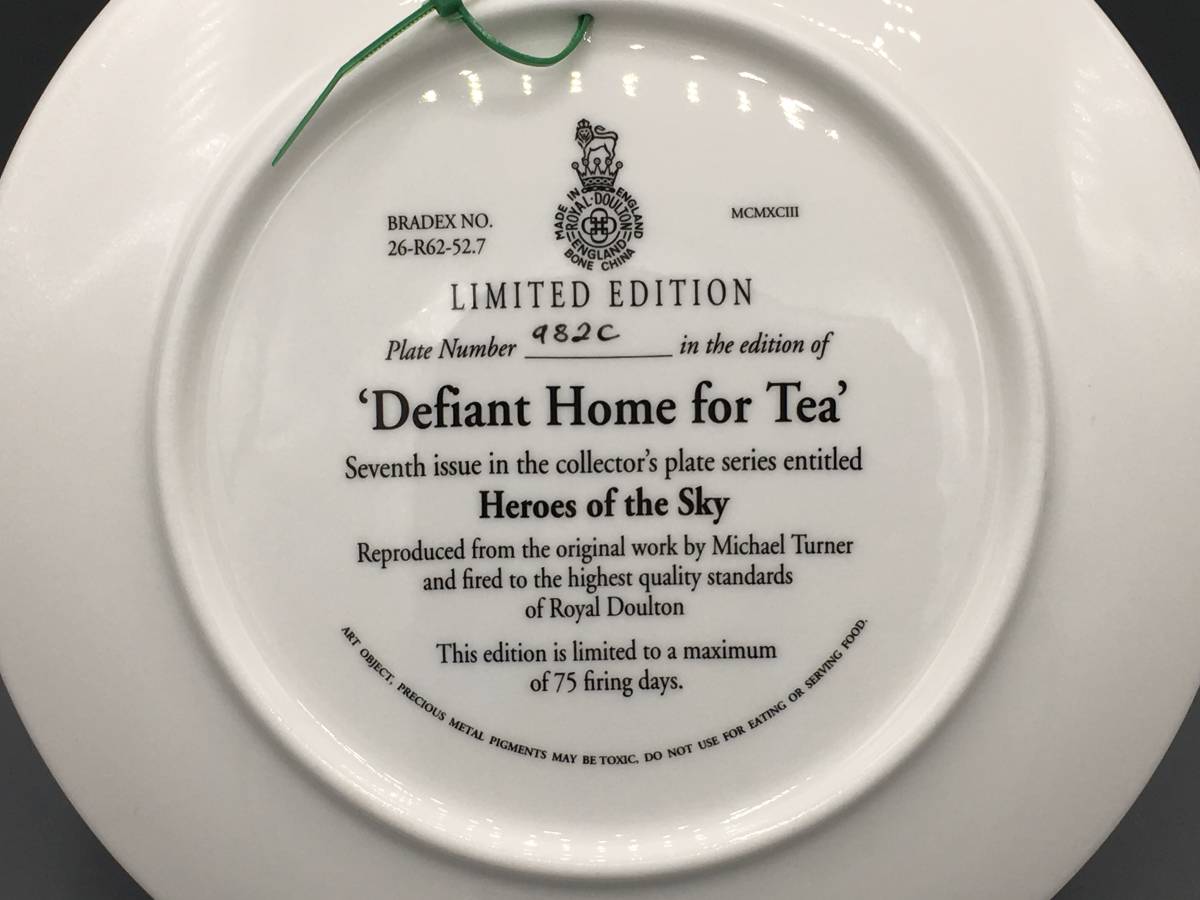 BRADEX NO.
26-R62-52.7
MADE IN ENGLAND
ROYAL·DOULTON
ENGLAND
BONE CHINA
MCMXCIII
LIMITED EDITION
Plate Number 982C in the edition of
‘Defiant Home for Tea’
Seventh issue in the collector’s plate series entitled
Heroes of the Sky
Reproduced from the original work by Michael Turner
and fired to the highest quality standards
of Royal Doulton
This edition is limited to a maximum
of 75 firing days.
ART OBJECT, PRECIOUS METAL PIGMENTS MAY BE TOXIC. DO NOT USE FOR EATING OR SERVING FOOD.